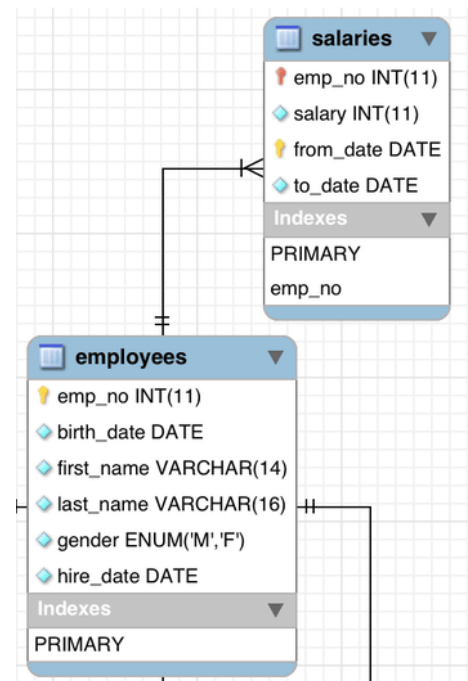 salaries
emp_no INT(11)
salary INT(11)
from_date DATE
to_date DATE
Indexes
PRIMARY
emp_no
employees
emp_no INT(11)
birth_date DATE
first_name VARCHAR(14)
last_name VARCHAR(16)
gender ENUM('M','F')
hire_date DATE
Indexes
PRIMARY